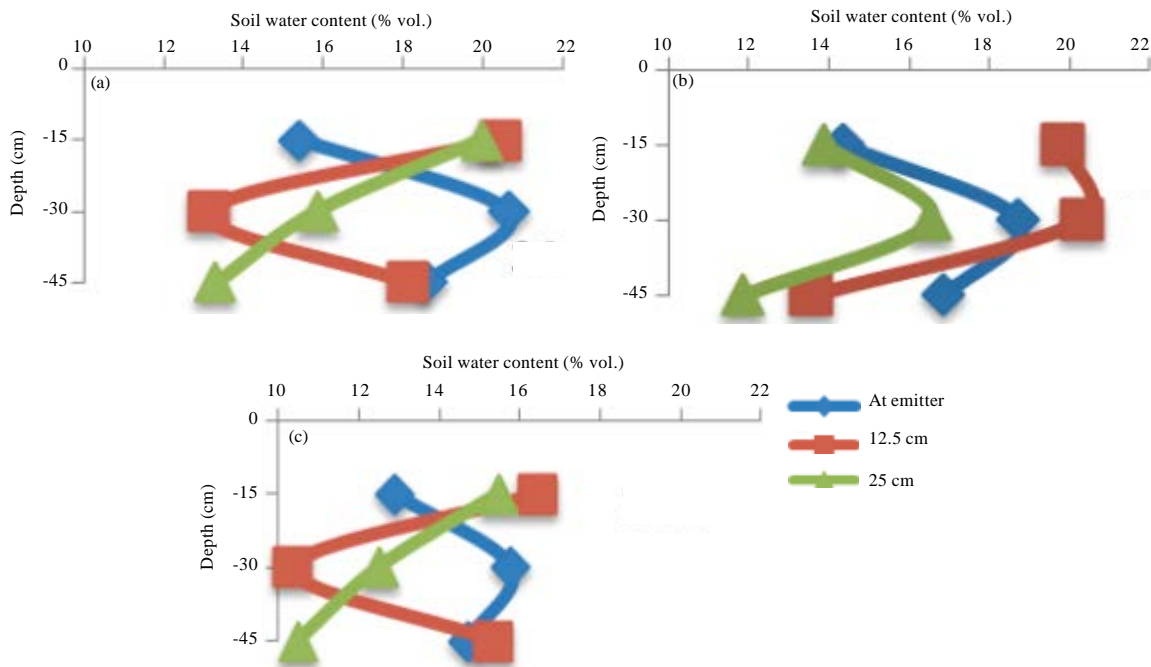 Soil water content (% vol.)
10 12 14 16 18 20 22
0
(a)
-15
-30
-45
Depth (cm)
Soil water content (% vol.)
10 12 14 16 18 20 22
0
(b)
-15
-30
-45
Depth (cm)
Soil water content (% vol.)
10 12 14 16 18 20 22
0
(c)
-15
-30
-45
Depth (cm)
At emitter
12.5 cm
25 cm